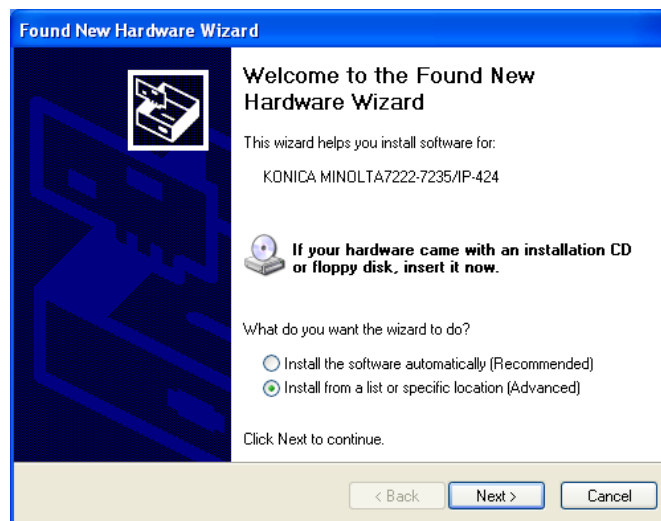 Found New Hardware Wizard
Welcome to the Found New
Hardware Wizard
This wizard helps you install software for:
KONICA MINOLTA7222-7235/IP-424
If your hardware came with an installation CD
or floppy disk, insert it now.
What do you want the wizard to do?
Install the software automatically (Recommended)
Install from a list or specific location (Advanced)
Click Next to continue.
< Back Next > Cancel